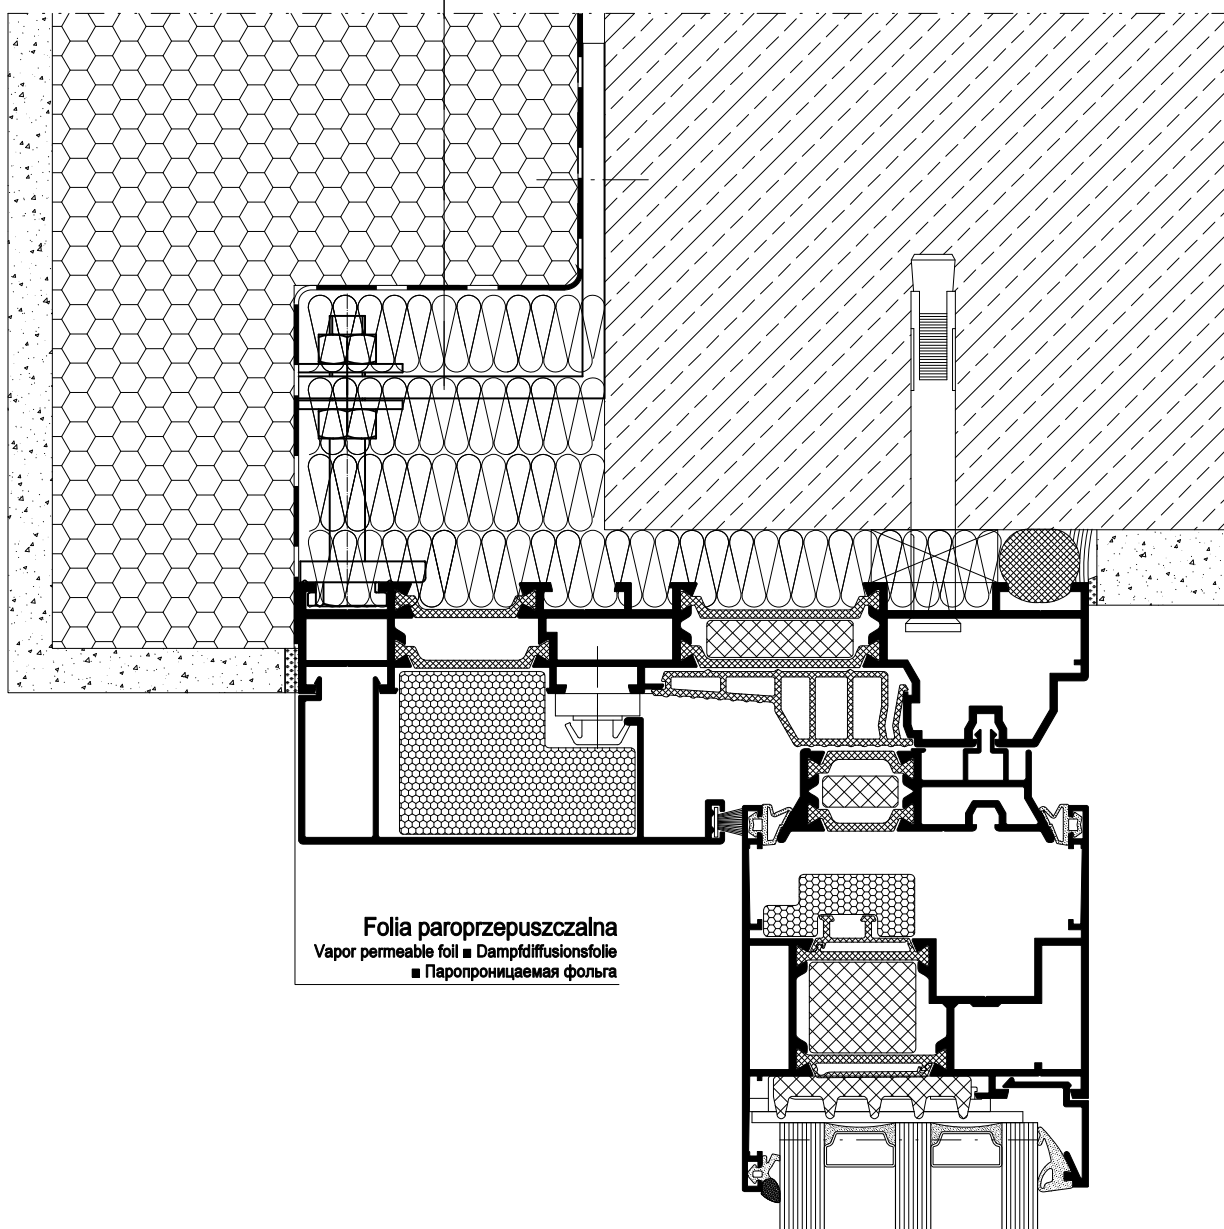 Folia paroprzepuszczalna
Vapor permeable foil ■ Dampfdiffusionsfolie
■ Паропроницаемая фольга